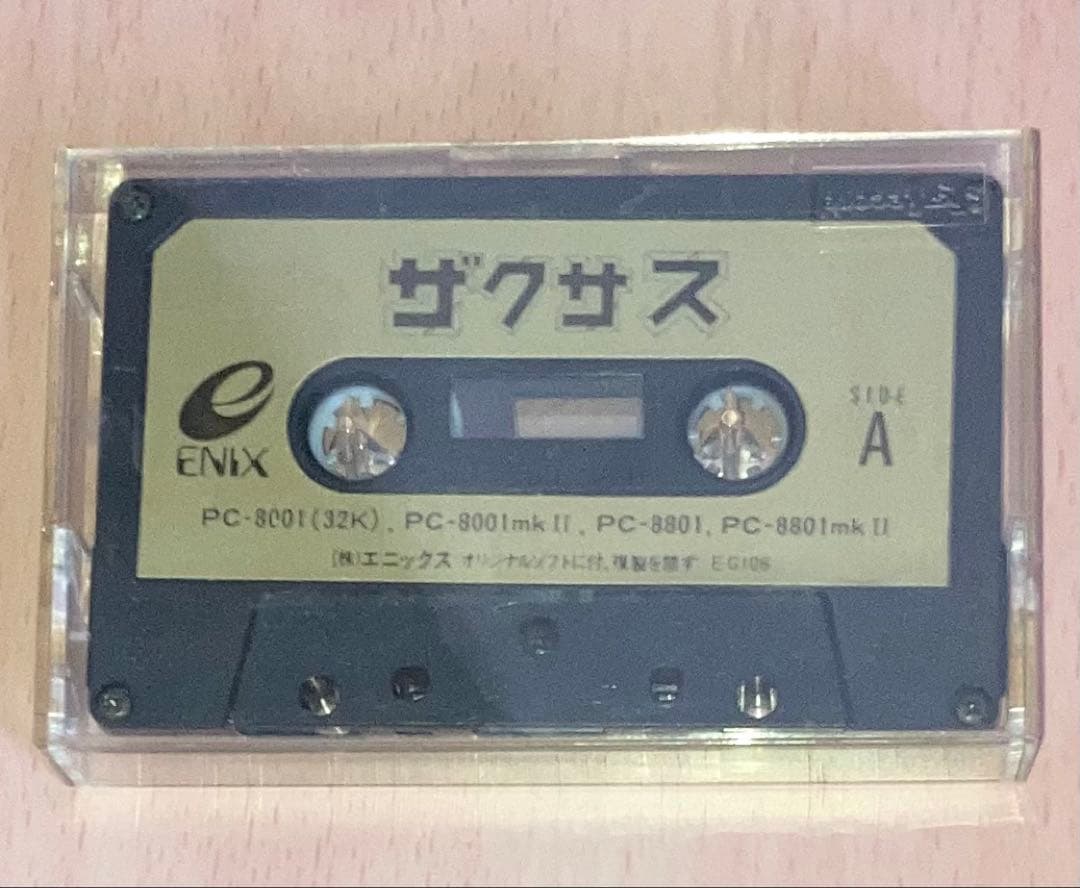 ザクサス
e
ENIX
SIDE
A
PC-8001(32K), PC-8001mkII, PC-8801, PC-8801mkII
(株)エニックス オリジナルソフトに付、複製を禁ず E-G106